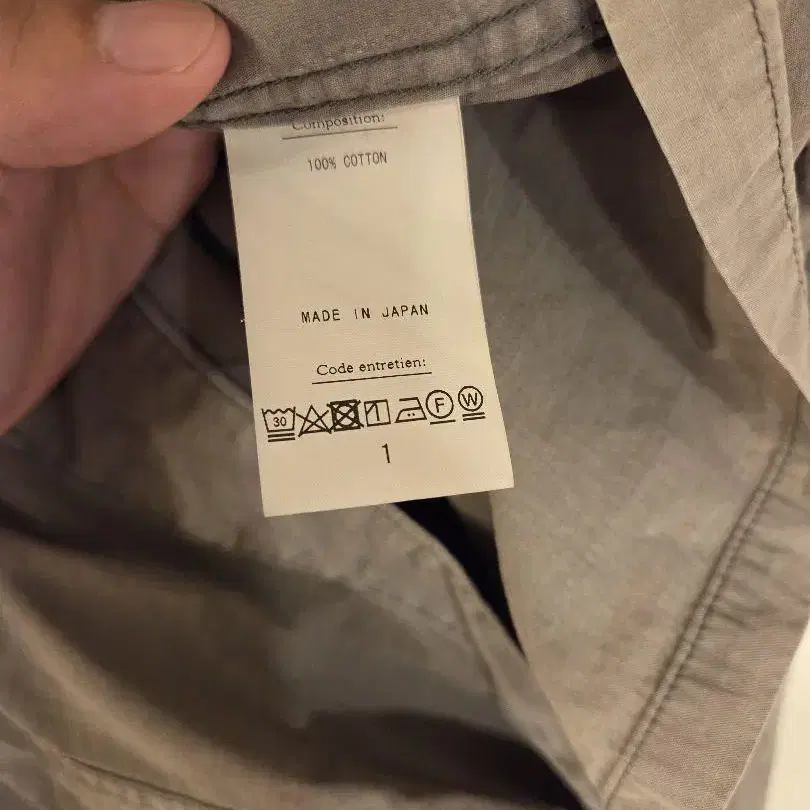 Composition:
100% COTTON
MADE IN JAPAN
Code entretien:
30 F W
1